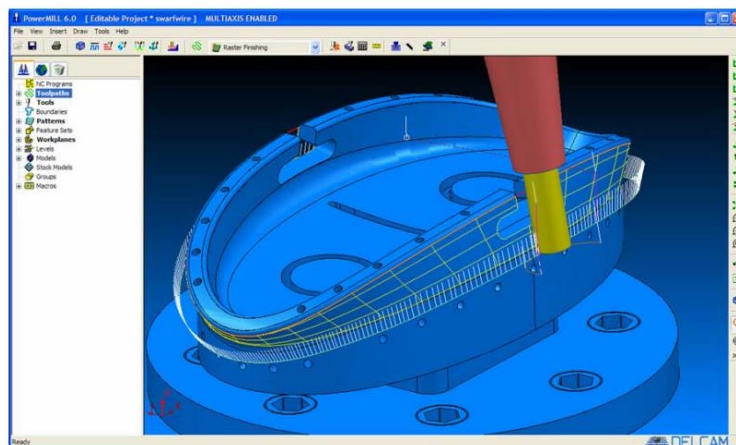 PowerMILL 6.0 [ Editable Project * swarfwire ] MULTIAXIS ENABLED
File View Insert Draw Tools Help
Raster Finishing
NC Programs
Toolpaths
Tools
Boundaries
Patterns
Feature Sets
Workplanes
Levels
Models
Stock Models
Groups
Macros
Ready
DELCAM